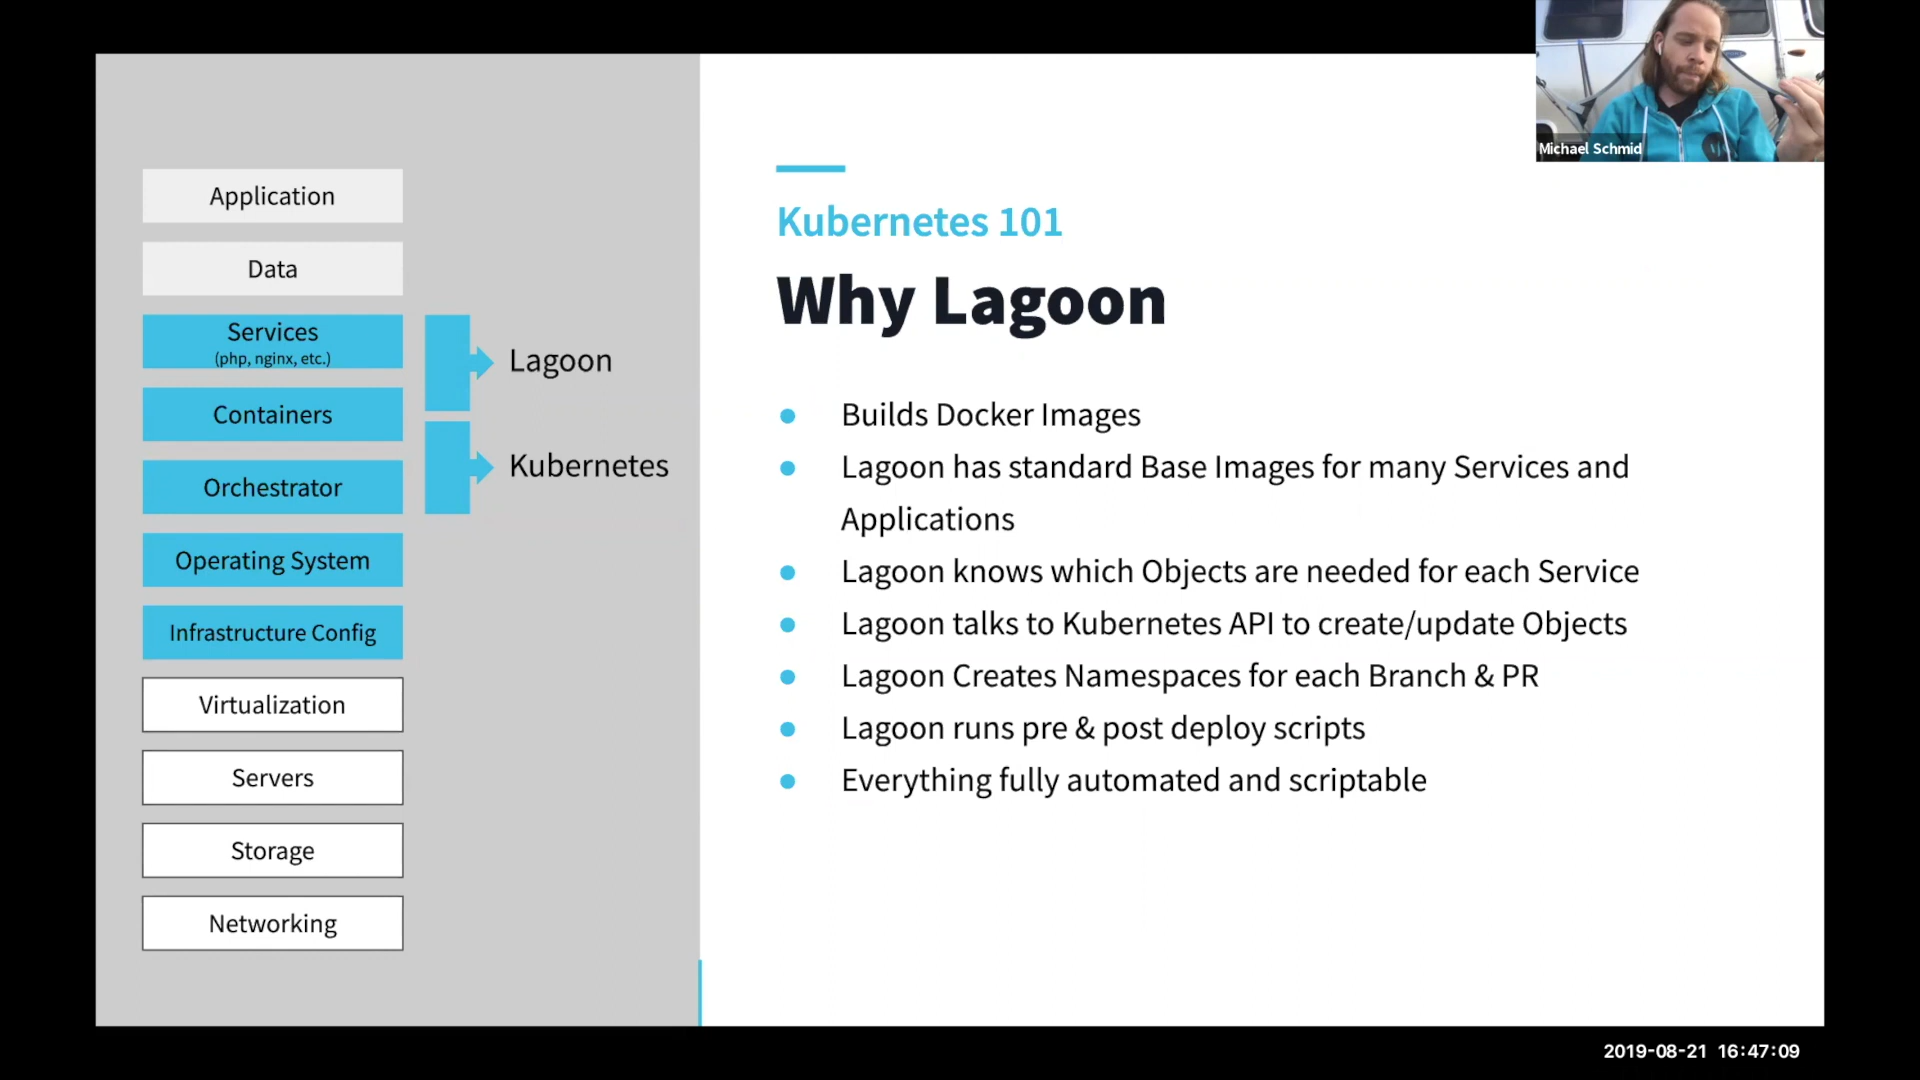 Application
Data
Services
(php, nginx, etc.)
Containers
Orchestrator
Operating System
Infrastructure Config
Virtualization
Servers
Storage
Networking
Lagoon
Kubernetes
Kubernetes 101
Why Lagoon
Builds Docker Images
Lagoon has standard Base Images for many Services and
Applications
Lagoon knows which Objects are needed for each Service
Lagoon talks to Kubernetes API to create/update Objects
Lagoon Creates Namespaces for each Branch & PR
Lagoon runs pre & post deploy scripts
Everything fully automated and scriptable
Michael Schmid
2019-08-21 16:47:09